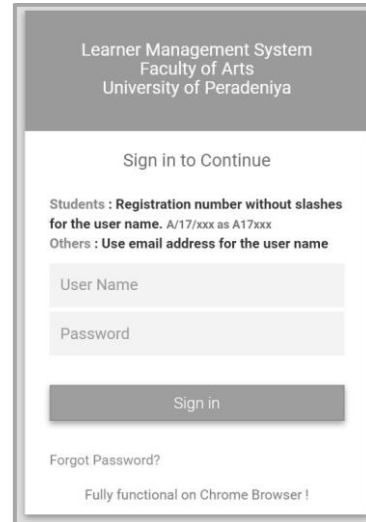 Learner Management System
Faculty of Arts
University of Peradeniya
Sign in to Continue
Students : Registration number without slashes
for the user name. A/17/xxx as A17xxx
Others : Use email address for the user name
User Name
Password
Sign in
Forgot Password?
Fully functional on Chrome Browser !